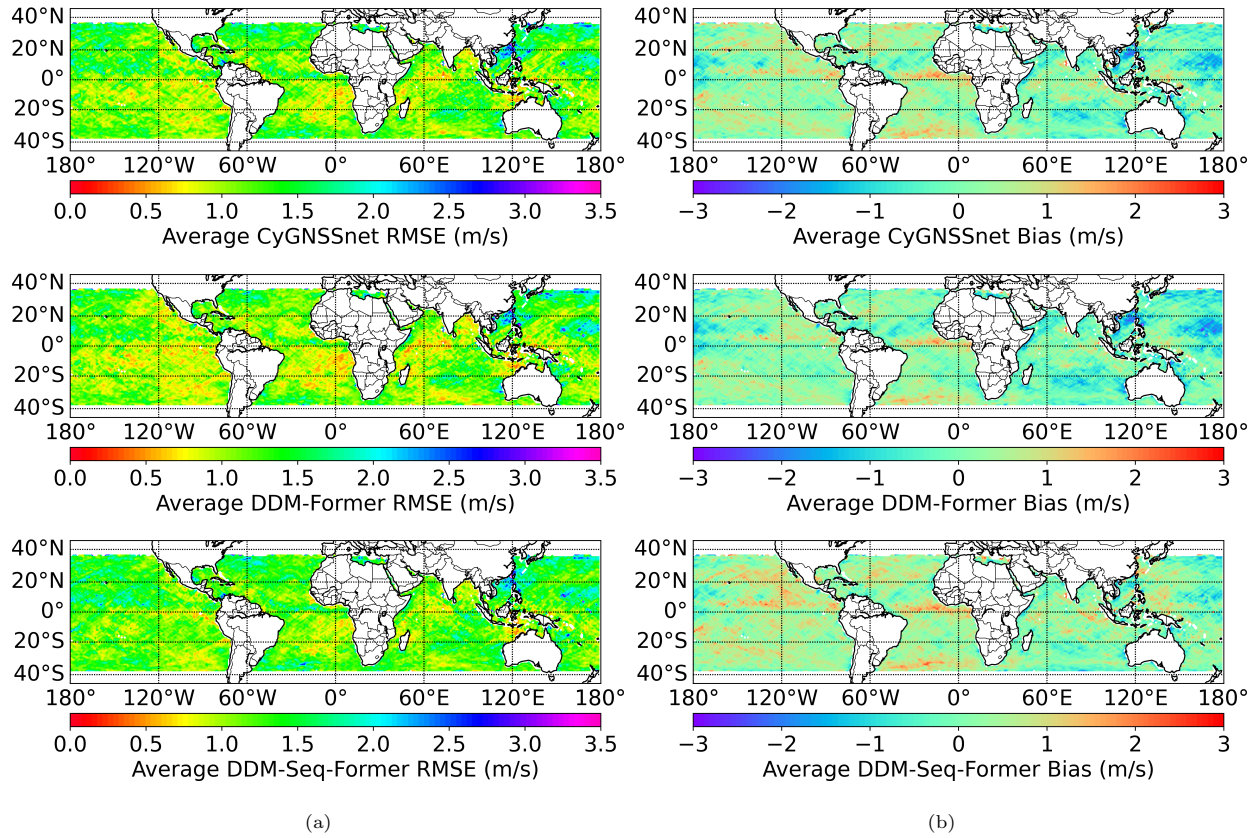 40°N
20°N
0°
20°S
40°S
180° 120°W 60°W 0° 60°E 120°E 180°
0.0 0.5 1.0 1.5 2.0 2.5 3.0 3.5
Average CyGNSSnet RMSE (m/s)
40°N
20°N
0°
20°S
40°S
180° 120°W 60°W 0° 60°E 120°E 180°
−3 −2 −1 0 1 2 3
Average CyGNSSnet Bias (m/s)
40°N
20°N
0°
20°S
40°S
180° 120°W 60°W 0° 60°E 120°E 180°
0.0 0.5 1.0 1.5 2.0 2.5 3.0 3.5
Average DDM-Former RMSE (m/s)
40°N
20°N
0°
20°S
40°S
180° 120°W 60°W 0° 60°E 120°E 180°
−3 −2 −1 0 1 2 3
Average DDM-Former Bias (m/s)
40°N
20°N
0°
20°S
40°S
180° 120°W 60°W 0° 60°E 120°E 180°
0.0 0.5 1.0 1.5 2.0 2.5 3.0 3.5
Average DDM-Seq-Former RMSE (m/s)
40°N
20°N
0°
20°S
40°S
180° 120°W 60°W 0° 60°E 120°E 180°
−3 −2 −1 0 1 2 3
Average DDM-Seq-Former Bias (m/s)
(a)
(b)